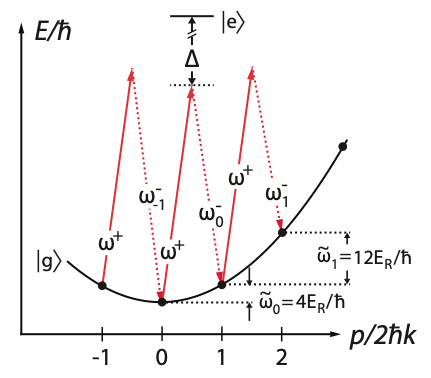 E/ħ
|e⟩
Δ
ω⁺
ω⁻₋₁
ω⁺
ω⁻₀
ω⁺
ω⁻₁
|g⟩
ω̃₁=12E_R/ħ
ω̃₀=4E_R/ħ
-1 0 1 2
p/2ħk